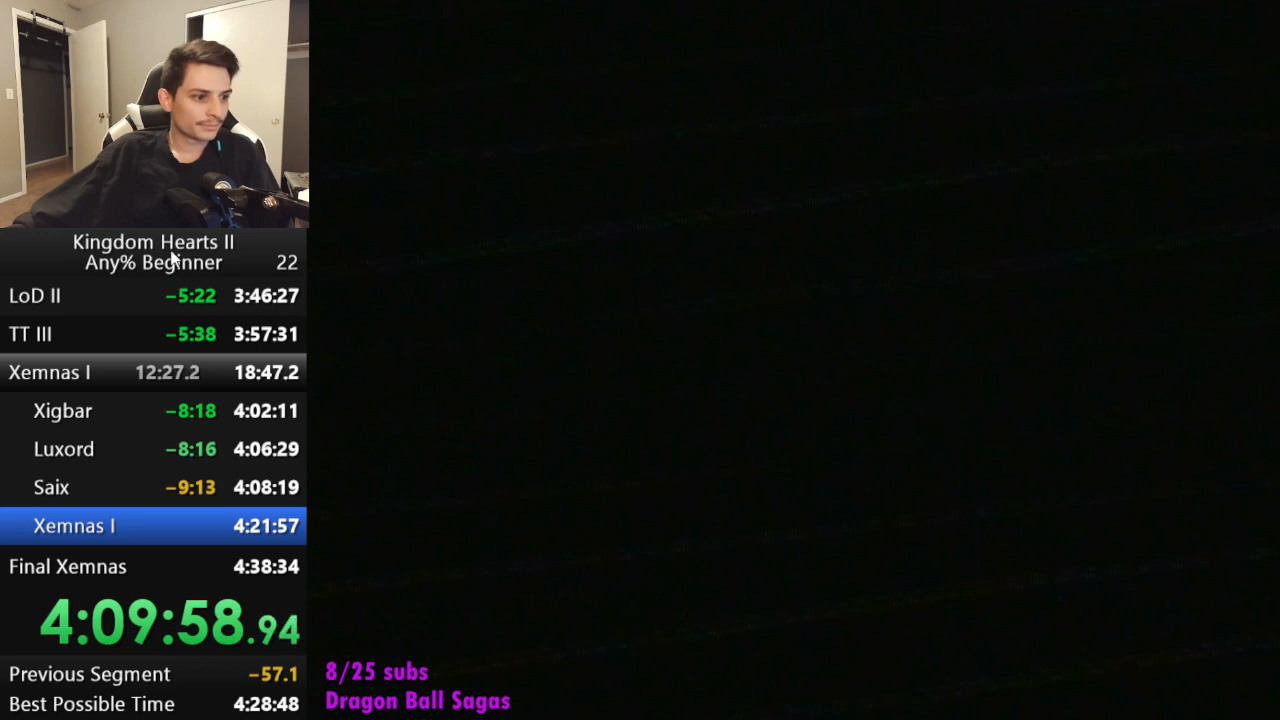 Kingdom Hearts II
Any% Beginner 22
LoD II -5:22 3:46:27
TT III -5:38 3:57:31
Xemnas I 12:27.2 18:47.2
Xigbar -8:18 4:02:11
Luxord -8:16 4:06:29
Saix -9:13 4:08:19
Xemnas I 4:21:57
Final Xemnas 4:38:34
4:09:58.94
Previous Segment -57.1
Best Possible Time 4:28:48
8/25 subs
Dragon Ball Sagas